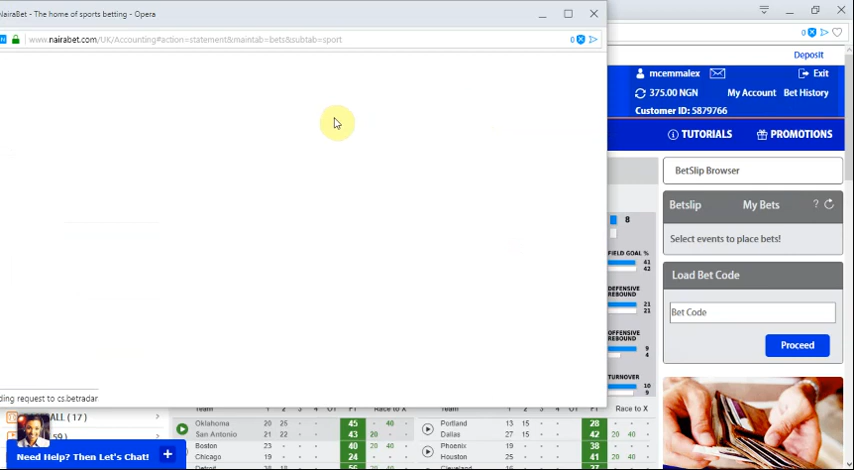 NairaBet - The home of sports betting - Opera
www.nairabet.com/UK/Accounting#action=statement&maintab=bets&subtab=sport
0
0
Deposit
mcemmalex
Exit
375.00 NGN
My Account
Bet History
Customer ID: 5879766
TUTORIALS
PROMOTIONS
BetSlip Browser
Betslip
My Bets
?
Select events to place bets!
Load Bet Code
Bet Code
Proceed
8
FIELD GOAL %
41
42
DEFENSIVE
REBOUND
21
21
OFFENSIVE
REBOUND
9
4
TURNOVER
10
9
ding request to cs.betradar
ALL ( 17 )
Need Help? Then Let's Chat!
Team 1 2 3 4 OT FT Race to X
Oklahoma 20 25 - - 45 - 40 -
San Antonio 21 22 - - 43 20 -
Boston 23 - - 40 20 40 -
Chicago 19 - - 24 - - -
Portland 13 15 - - 28 - - -
Dallas 27 15 - - 42 20 40 -
Phoenix 19 - - 38 - - -
Houston 25 - - 41 20 40 -